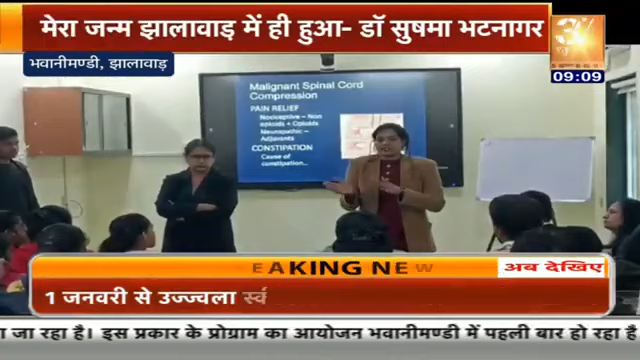 मेरा जन्म झालावाड़ में ही हुआ- डॉ सुषमा भटनागर
भवानीमण्डी, झालावाड़
09:09
Malignant Spinal Cord
Compression
PAIN RELIEF
Nociceptive – Non
opioids + Opioids
Neuropathic –
Adjuvants
CONSTIPATION
Cause of
constipation...
EAKING NEW
अब देखिए
1 जनवरी से उज्ज्वला स्व
ा जा रहा है। इस प्रकार के प्रोग्राम का आयोजन भवानीमण्डी में पहली बार हो रहा है